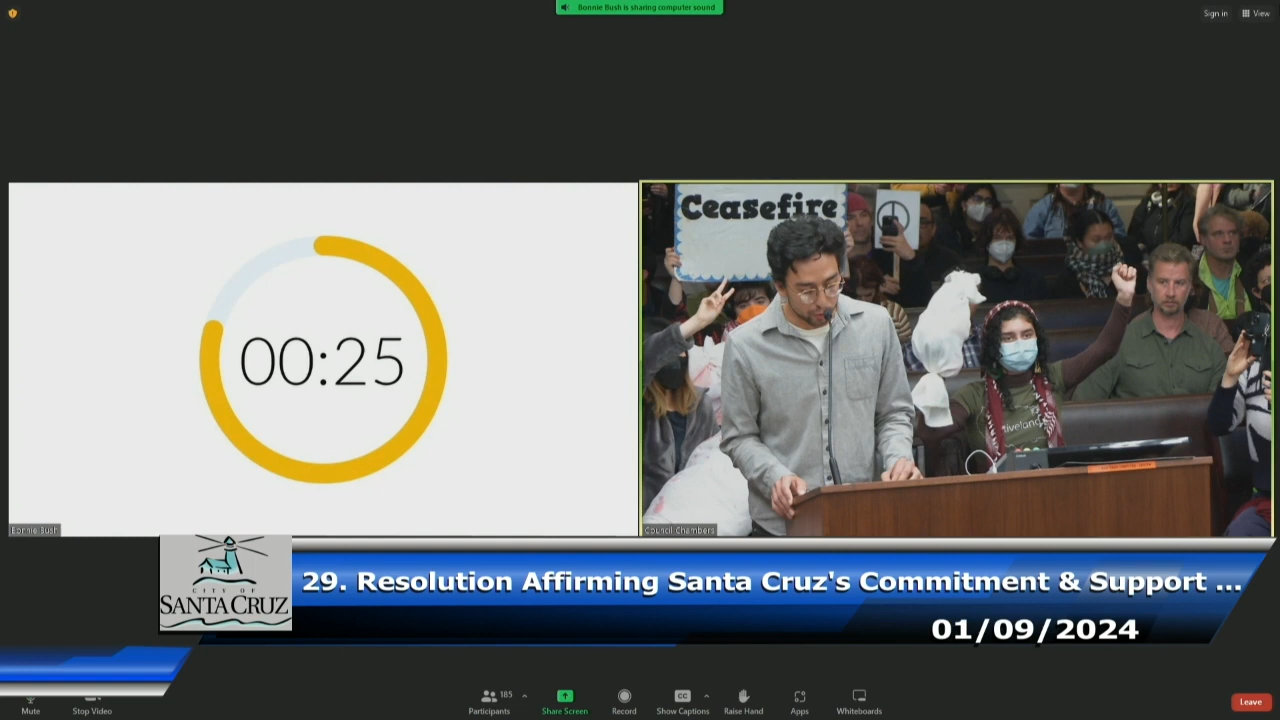 Bonnie Bush is sharing computer sound
Sign in
View
Ceasefire
00:25
Bonnie Bush
Council Chambers
CITY OF
SANTA CRUZ
29. Resolution Affirming Santa Cruz's Commitment & Support ...
01/09/2024
Mute
Stop Video
Participants
185
Share Screen
CC
Record
Show Captions
Raise Hand
Apps
Whiteboards
Leave